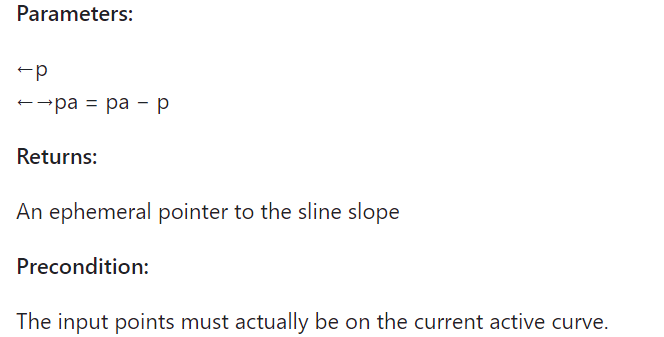 Parameters:
←p
←→pa = pa − p
Returns:
An ephemeral pointer to the sline slope
Precondition:
The input points must actually be on the current active curve.